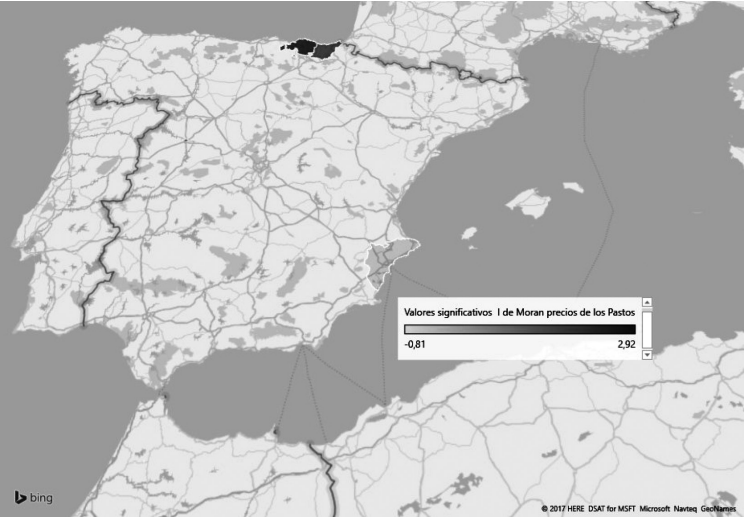 Valores significativos I de Moran precios de los Pastos
-0,81 2,92
bing
© 2017 HERE DSAT for MSFT Microsoft Navteq GeoNames